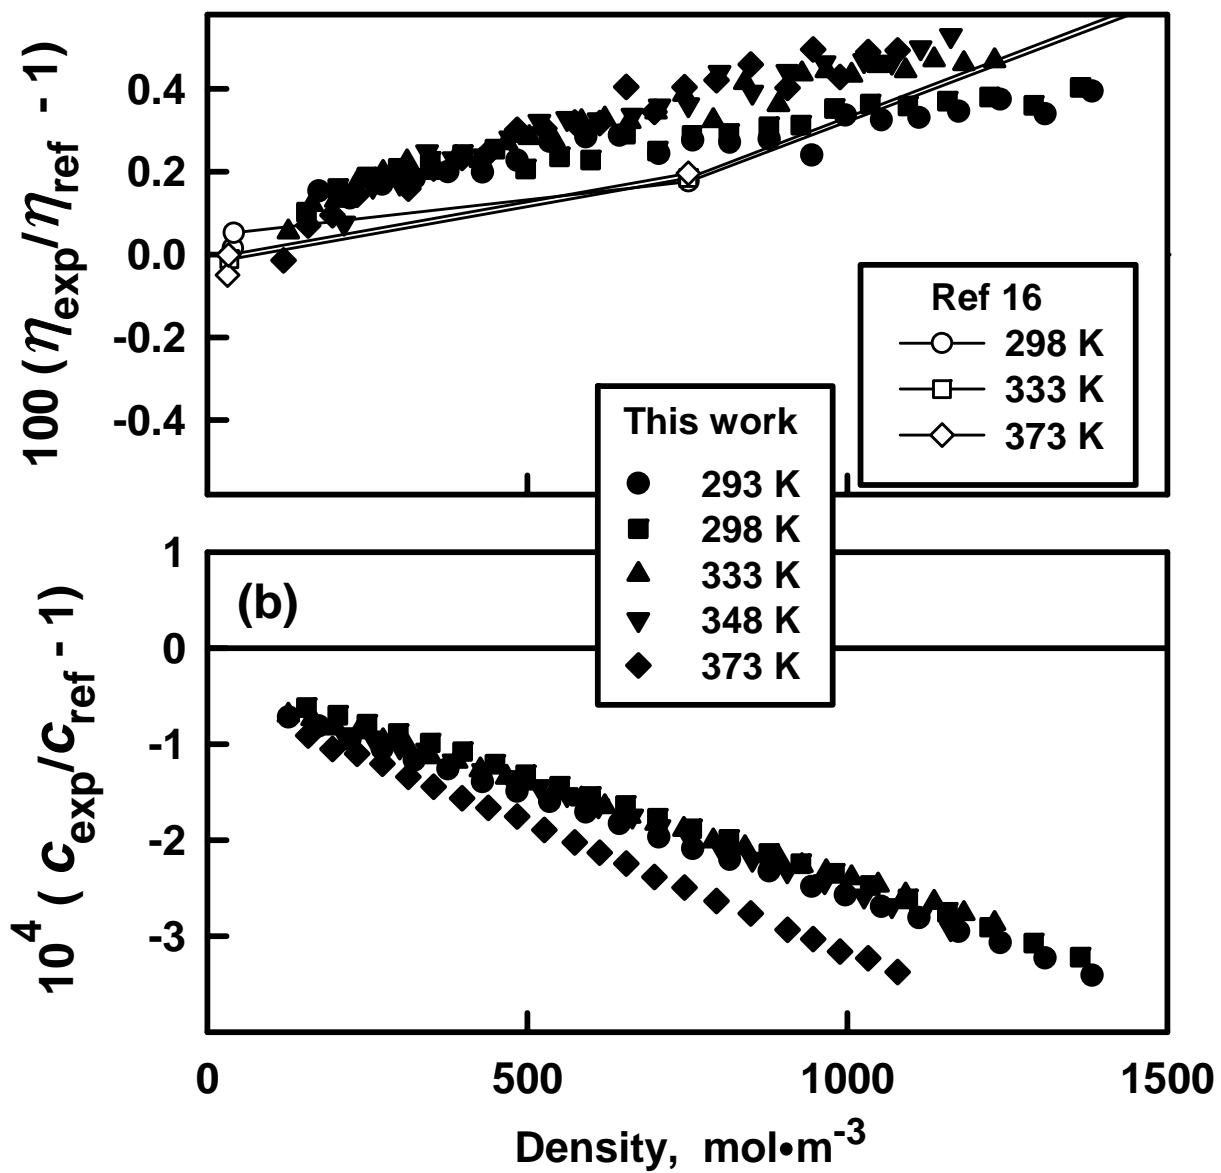 100 (ηexp/ηref - 1)
0.4
0.2
0.0
-0.2
-0.4
Ref 16
298 K
333 K
373 K
This work
293 K
298 K
333 K
348 K
373 K
10⁴ ( cexp/cref - 1)
(b)
1
0
-1
-2
-3
0 500 1000 1500
Density, mol•m⁻³